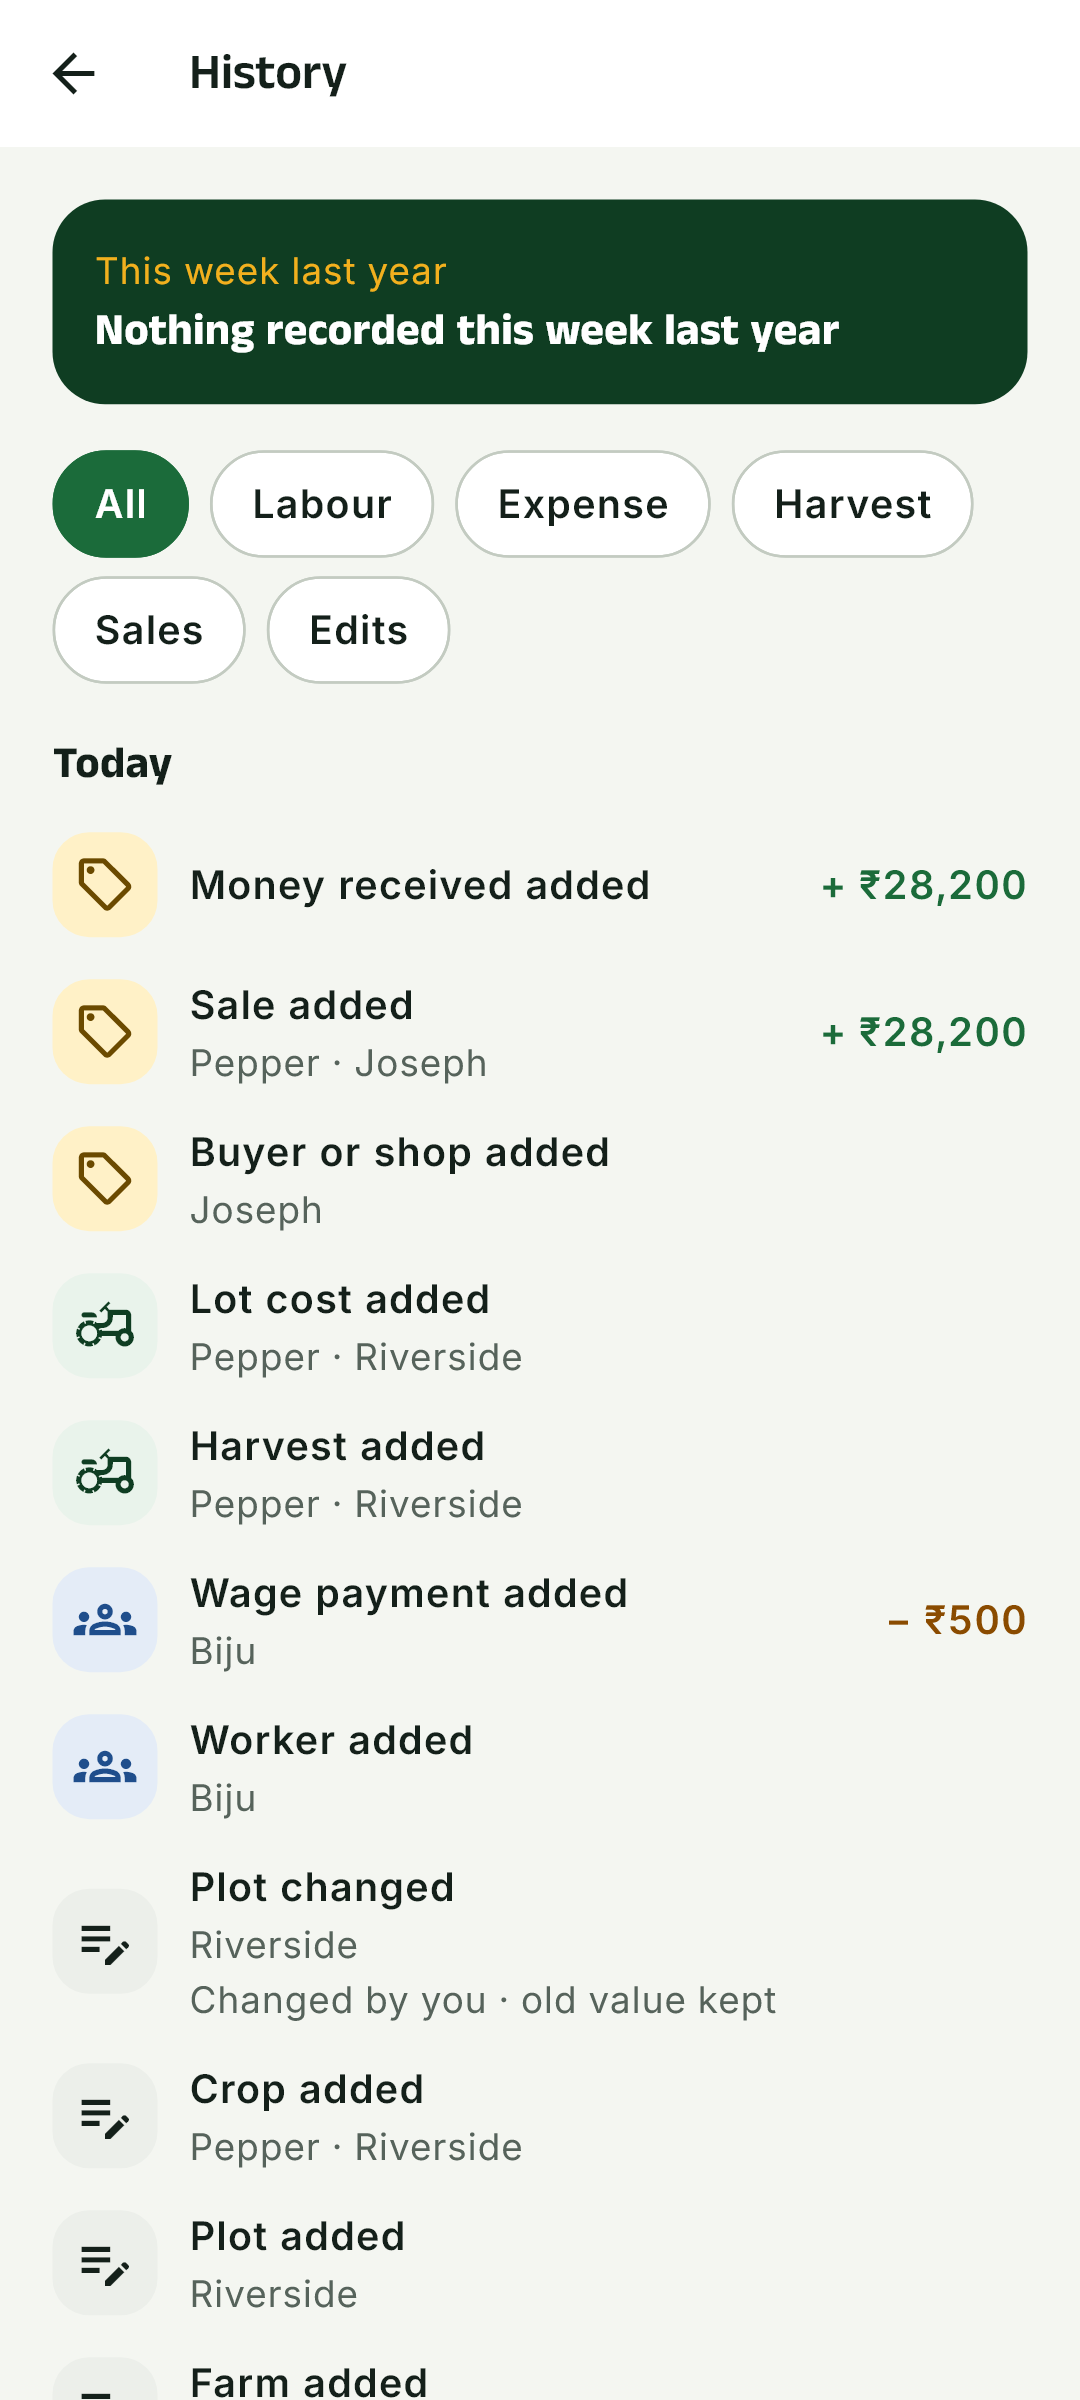 History
This week last year
Nothing recorded this week last year
All
Labour
Expense
Harvest
Sales
Edits
Today
Money received added
+ ₹28,200
Sale added
+ ₹28,200
Pepper · Joseph
Buyer or shop added
Joseph
Lot cost added
Pepper · Riverside
Harvest added
Pepper · Riverside
Wage payment added
– ₹500
Biju
Worker added
Biju
Plot changed
Riverside
Changed by you · old value kept
Crop added
Pepper · Riverside
Plot added
Riverside
Farm added